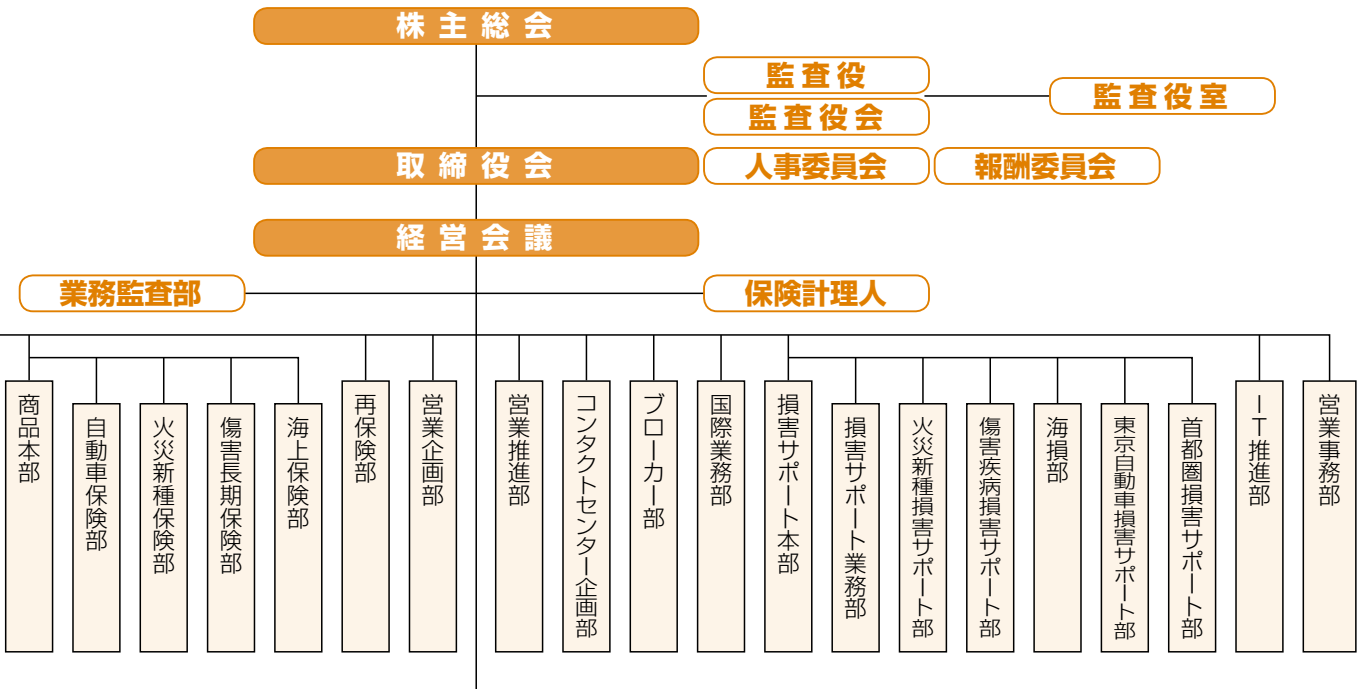 株主総会
監査役
監査役会
監査役室
取締役会
人事委員会
報酬委員会
経営会議
業務監査部
保険計理人
商品本部
自動車保険部
火災新種保険部
傷害長期保険部
海上保険部
再保険部
営業企画部
営業推進部
コンタクトセンター企画部
ブローカー部
国際業務部
損害サポート本部
損害サポート業務部
火災新種損害サポート部
傷害疾病損害サポート部
海損部
東京自動車損害サポート部
首都圏損害サポート部
IT推進部
営業事務部